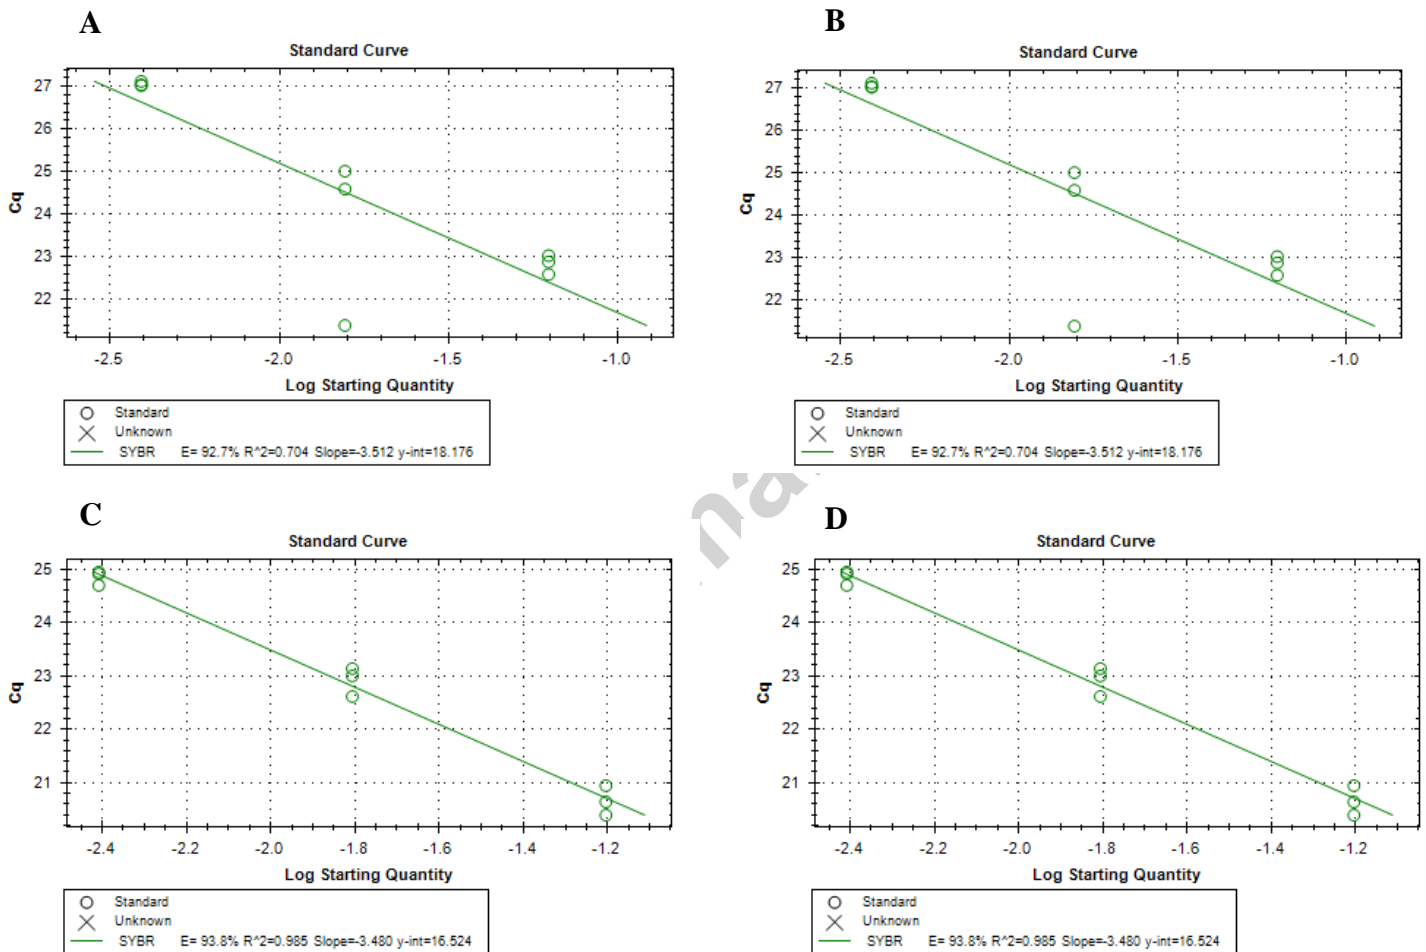 A
Standard Curve
Cq
27
26
25
24
23
22
-2.5 -2.0 -1.5 -1.0
Log Starting Quantity
Standard
Unknown
SYBR E= 92.7% R^2=0.704 Slope=-3.512 y-int=18.176
B
Standard Curve
Cq
27
26
25
24
23
22
-2.5 -2.0 -1.5 -1.0
Log Starting Quantity
Standard
Unknown
SYBR E= 92.7% R^2=0.704 Slope=-3.512 y-int=18.176
C
Standard Curve
Cq
25
24
23
22
21
-2.4 -2.2 -2.0 -1.8 -1.6 -1.4 -1.2
Log Starting Quantity
Standard
Unknown
SYBR E= 93.8% R^2=0.985 Slope=-3.480 y-int=16.524
D
Standard Curve
Cq
25
24
23
22
21
-2.4 -2.2 -2.0 -1.8 -1.6 -1.4 -1.2
Log Starting Quantity
Standard
Unknown
SYBR E= 93.8% R^2=0.985 Slope=-3.480 y-int=16.524